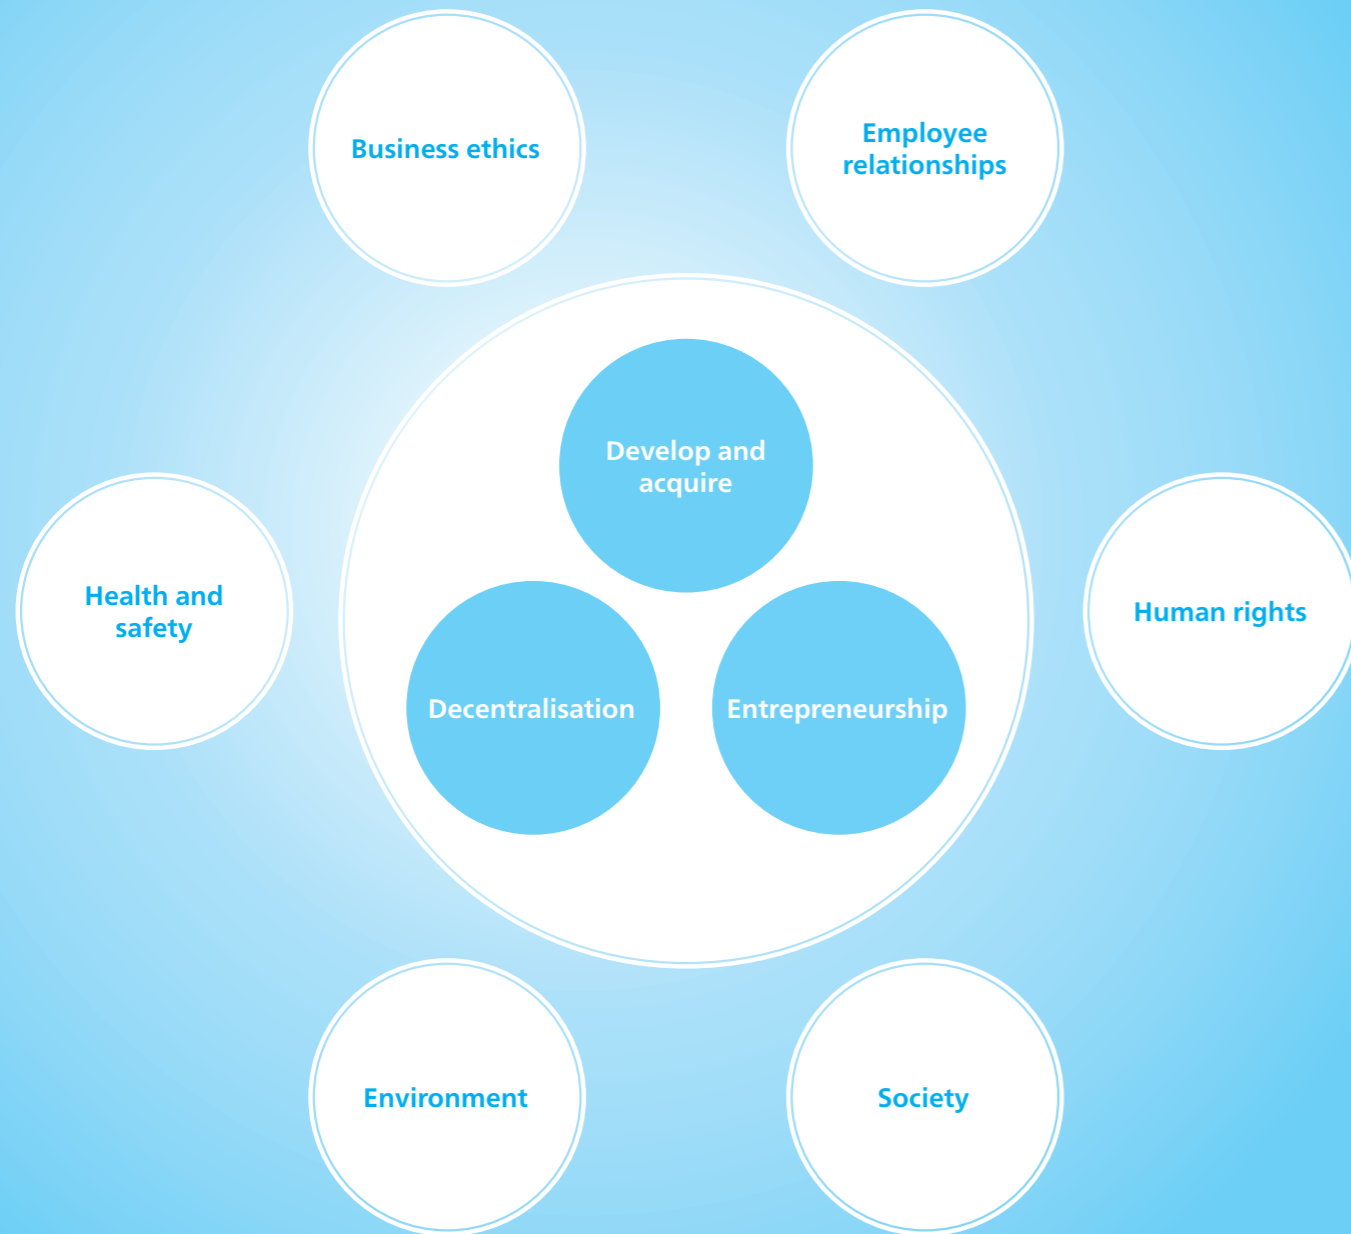 Business ethics
Employee
relationships
Develop and
acquire
Health and
safety
Human rights
Decentralisation
Entrepreneurship
Environment
Society